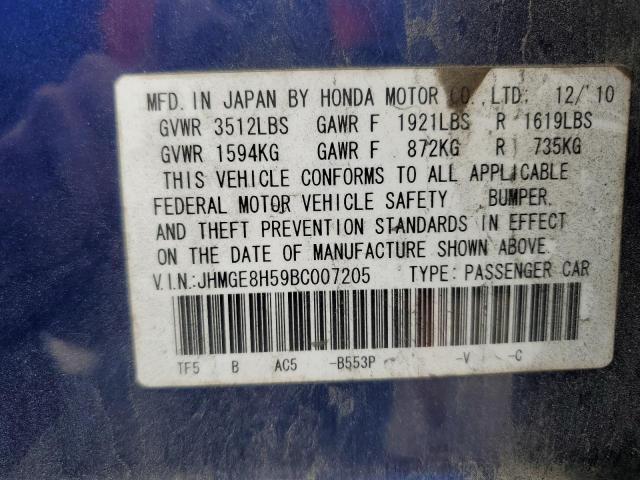 MFD. IN JAPAN BY HONDA MOTOR CO., LTD. 12/'10
GVWR 3512LBS GAWR F 1921LBS R 1619LBS
GVWR 1594KG GAWR F 872KG R 735KG
THIS VEHICLE CONFORMS TO ALL APPLICABLE
FEDERAL MOTOR VEHICLE SAFETY, BUMPER,
AND THEFT PREVENTION STANDARDS IN EFFECT
ON THE DATE OF MANUFACTURE SHOWN ABOVE.
V.I.N.:JHMGE8H59BC007205 TYPE: PASSENGER CAR
TF5 B AC5 -B553P -V -C